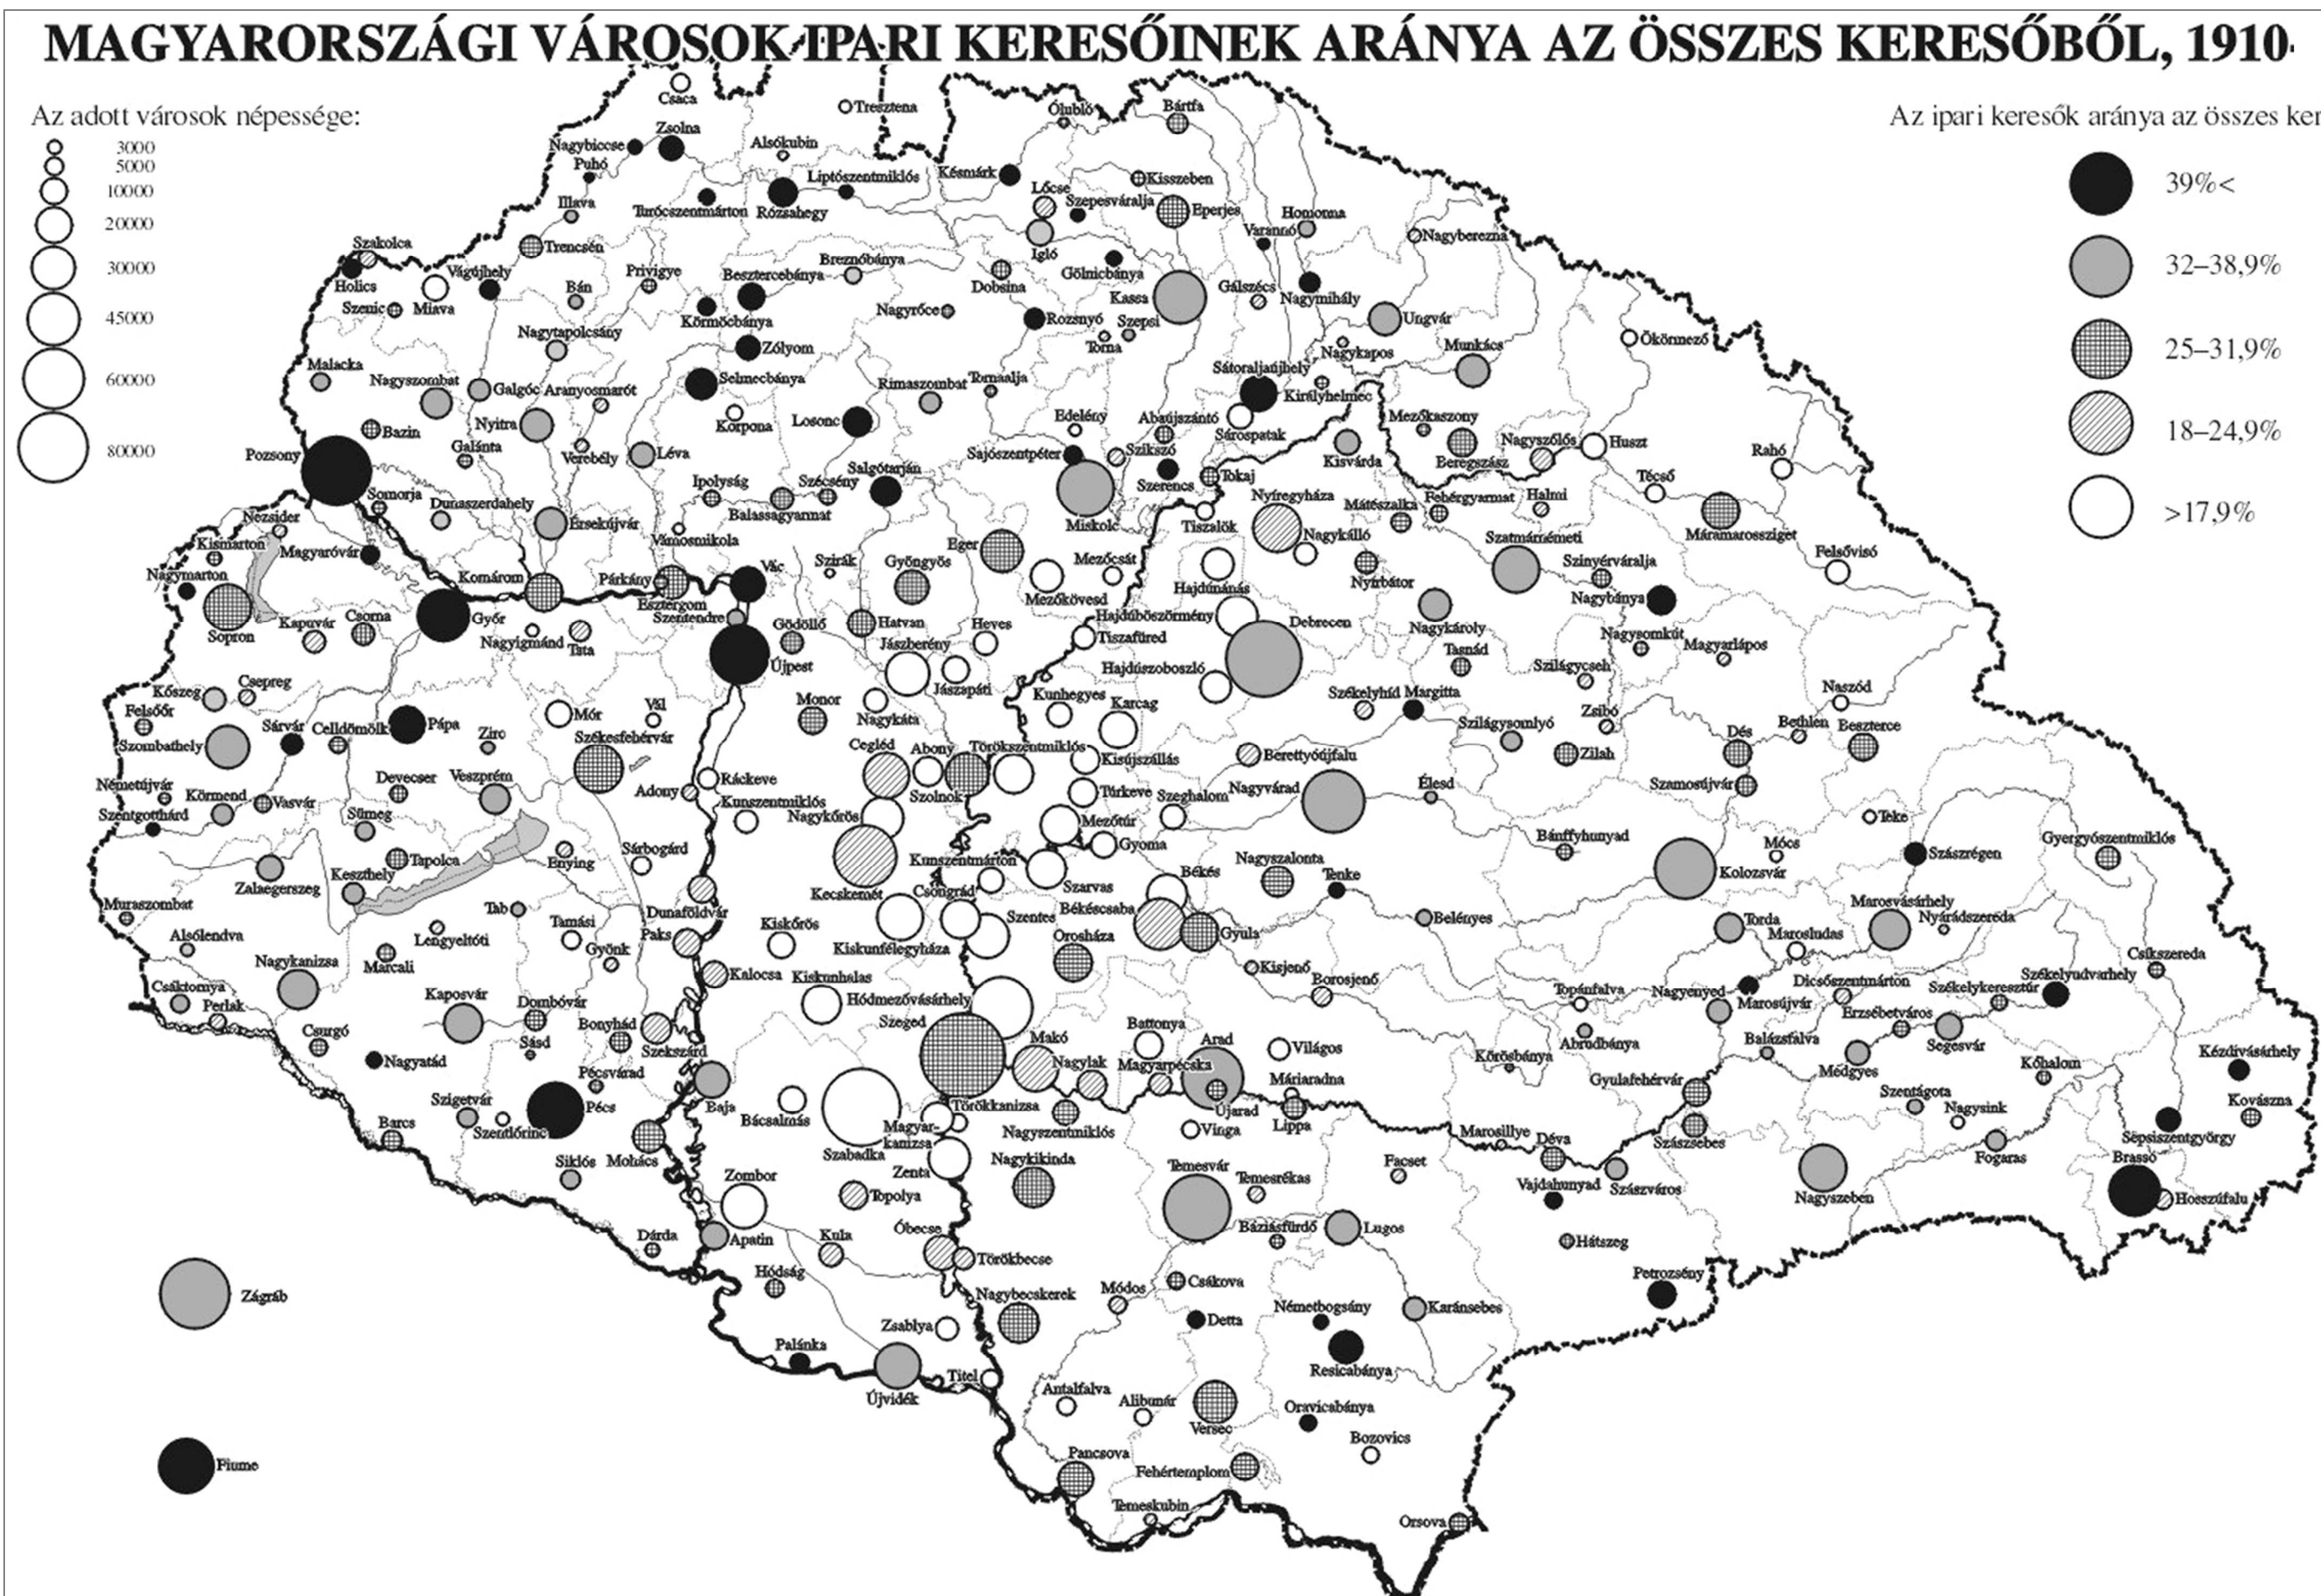 MAGYARORSZÁGI VÁROSOK IPARI KERESŐINEK ARÁNYA AZ ÖSSZES KERESŐBŐL, 1910
Az adott városok népessége:
3000
5000
10000
20000
30000
45000
60000
80000
Az ipari keresők aránya az összes ker
39%<
32–38,9%
25–31,9%
18–24,9%
>17,9%
Csaca
Tresztena
Ólubló
Bártfa
Zsolna
Nagybiccse
Puhó
Alsókubin
Liptószentmiklós
Késmárk
Lőcse
Kisszeben
Illava
Turócszentmárton
Rózsahegy
Szepesváralja
Eperjes
Homonna
Varannó
Nagyberezna
Szakolca
Trencsén
Igló
Holics
Vágújhely
Privigye
Besztercebánya
Breznóbánya
Dobsina
Gölnicbánya
Kassa
Gálszécs
Nagymihály
Szenic
Miava
Bán
Körmöcbánya
Nagyrőce
Rozsnyó
Szepsi
Ungvár
Nagytapolcsány
Zólyom
Torna
Nagykapos
Munkács
Ökörmező
Malacka
Nagyszombat
Galgóc
Aranyosmarót
Selmecbánya
Rimaszombat
Tornaalja
Sátoraljaújhely
Királyhelmec
Bazin
Nyitra
Korpona
Losonc
Edelény
Abaújszántó
Sárospatak
Mezőkaszony
Nagyszőlős
Huszt
Pozsony
Galánta
Verebély
Léva
Sajószentpéter
Szikszó
Kisvárda
Beregszász
Rahó
Técső
Somorja
Dunaszerdahely
Ipolyság
Szécsény
Salgótarján
Szerencs
Tokaj
Balassagyarmat
Nyíregyháza
Mátészalka
Fehérgyarmat
Halmi
Nezsider
Érsekújvár
Vámosmikola
Miskolc
Tiszalök
Nagykálló
Máramarossziget
Kismarton
Magyaróvár
Eger
Szatmárnémeti
Felsővisó
Nagymarton
Komárom
Párkány
Vác
Szirák
Gyöngyös
Mezőcsát
Nyírbátor
Szinyérváralja
Sopron
Esztergom
Szentendre
Mezőkövesd
Hajdúnánás
Nagybánya
Kapuvár
Csorna
Győr
Nagyigmánd
Tata
Gödöllő
Hatvan
Heves
Hajdúböszörmény
Debrecen
Nagykároly
Újpest
Jászberény
Tiszafüred
Tasnád
Nagysomkút
Magyarlápos
Kőszeg
Csepreg
Jászapáti
Hajdúszoboszló
Szilágycseh
Felsőőr
Monor
Nagykáta
Kunhegyes
Karcag
Székelyhíd
Margitta
Naszód
Szombathely
Sárvár
Celldömölk
Pápa
Mór
Vál
Zirc
Székesfehérvár
Cegléd
Abony
Törökszentmiklós
Kisújszállás
Berettyóújfalu
Szilágysomlyó
Zsibó
Zilah
Dés
Bethlen
Beszterce
Németújvár
Körmend
Vasvár
Devecser
Veszprém
Adony
Ráckeve
Szolnok
Túrkeve
Szeghalom
Nagyvárad
Élesd
Szamosújvár
Szentgotthárd
Sümeg
Kunszentmiklós
Nagykőrös
Mezőtúr
Gyoma
Bánffyhunyad
Teke
Zalaegerszeg
Keszthely
Tapolca
Enying
Sárbogárd
Kecskemét
Kunszentmárton
Szarvas
Békés
Nagyszalonta
Tenke
Kolozsvár
Mócs
Szászrégen
Gyergyószentmiklós
Muraszombat
Tab
Tamási
Dunaföldvár
Csongrád
Szentes
Békéscsaba
Gyula
Belényes
Torda
Marosvásárhely
Nyárádszereda
Alsólendva
Lengyeltóti
Marcali
Gyönk
Paks
Kiskőrös
Kiskunfélegyháza
Orosháza
Marosludas
Csíkszereda
Nagykanizsa
Kalocsa
Kiskunhalas
Kisjenő
Borosjenő
Topánfalva
Nagyenyed
Marosújvár
Dicsőszentmárton
Székelykeresztúr
Székelyudvarhely
Csáktornya
Perlak
Kaposvár
Dombóvár
Hódmezővásárhely
Szeged
Erzsébetváros
Csurgó
Sásd
Bonyhád
Szekszárd
Makó
Battonya
Arad
Világos
Abrudbánya
Balázsfalva
Segesvár
Nagyatád
Pécsvárad
Nagylak
Magyarpécska
Máriaradna
Kőrösbánya
Gyulafehérvár
Medgyes
Kőhalom
Kézdivásárhely
Szigetvár
Szentlőrinc
Pécs
Baja
Bácsalmás
Törökkanizsa
Újarad
Lippa
Szentágota
Nagysink
Kovászna
Barcs
Mohács
Magyar-
kanizsa
Szabadka
Nagyszentmiklós
Vinga
Marosillye
Déva
Szászsebes
Sepsiszentgyörgy
Siklós
Zombor
Zenta
Nagykikinda
Temesvár
Temesrékas
Facset
Vajdahunyad
Szászváros
Nagyszeben
Fogaras
Brassó
Hosszúfalu
Topolya
Dárda
Apatin
Kula
Óbecse
Törökbecse
Báziásfürdő
Lugos
Hátszeg
Hódság
Nagybecskerek
Módos
Csákova
Petrozsény
Zágráb
Zsablya
Detta
Németbogsány
Karánsebes
Palánka
Resicabánya
Újvidék
Titel
Antalfalva
Alibunár
Versec
Oravicabánya
Bozovics
Fiume
Pancsova
Fehértemplom
Temeskubin
Orsova